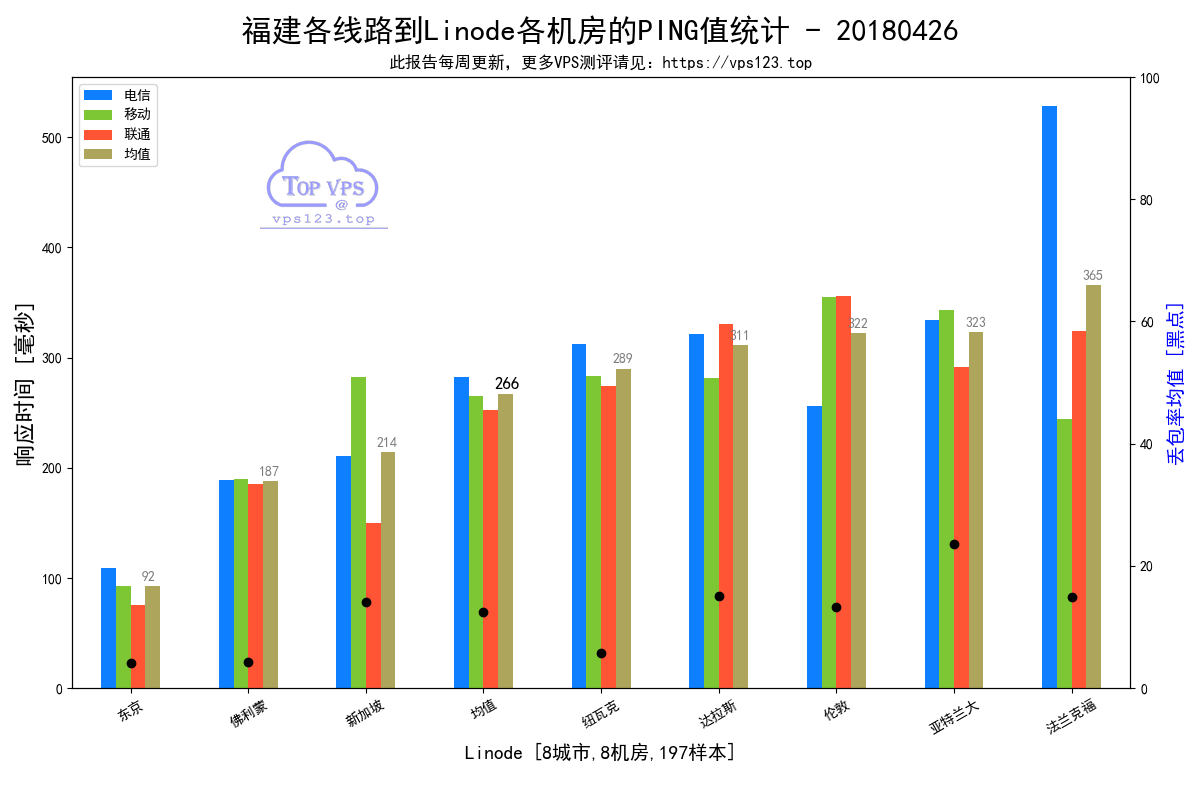 福建各线路到Linode各机房的PING值统计 - 20180426
此报告每周更新，更多VPS测评请见：https://vps123.top
电信
移动
联通
均值
TOP VPS
@
vps123.top
响应时间 [毫秒]
0
100
200
300
400
500
丢包率均值 [黑点]
0
20
40
60
80
100
92
187
214
266
289
311
322
323
365
东京
佛利蒙
新加坡
均值
纽瓦克
达拉斯
伦敦
亚特兰大
法兰克福
Linode [8城市,8机房,197样本]